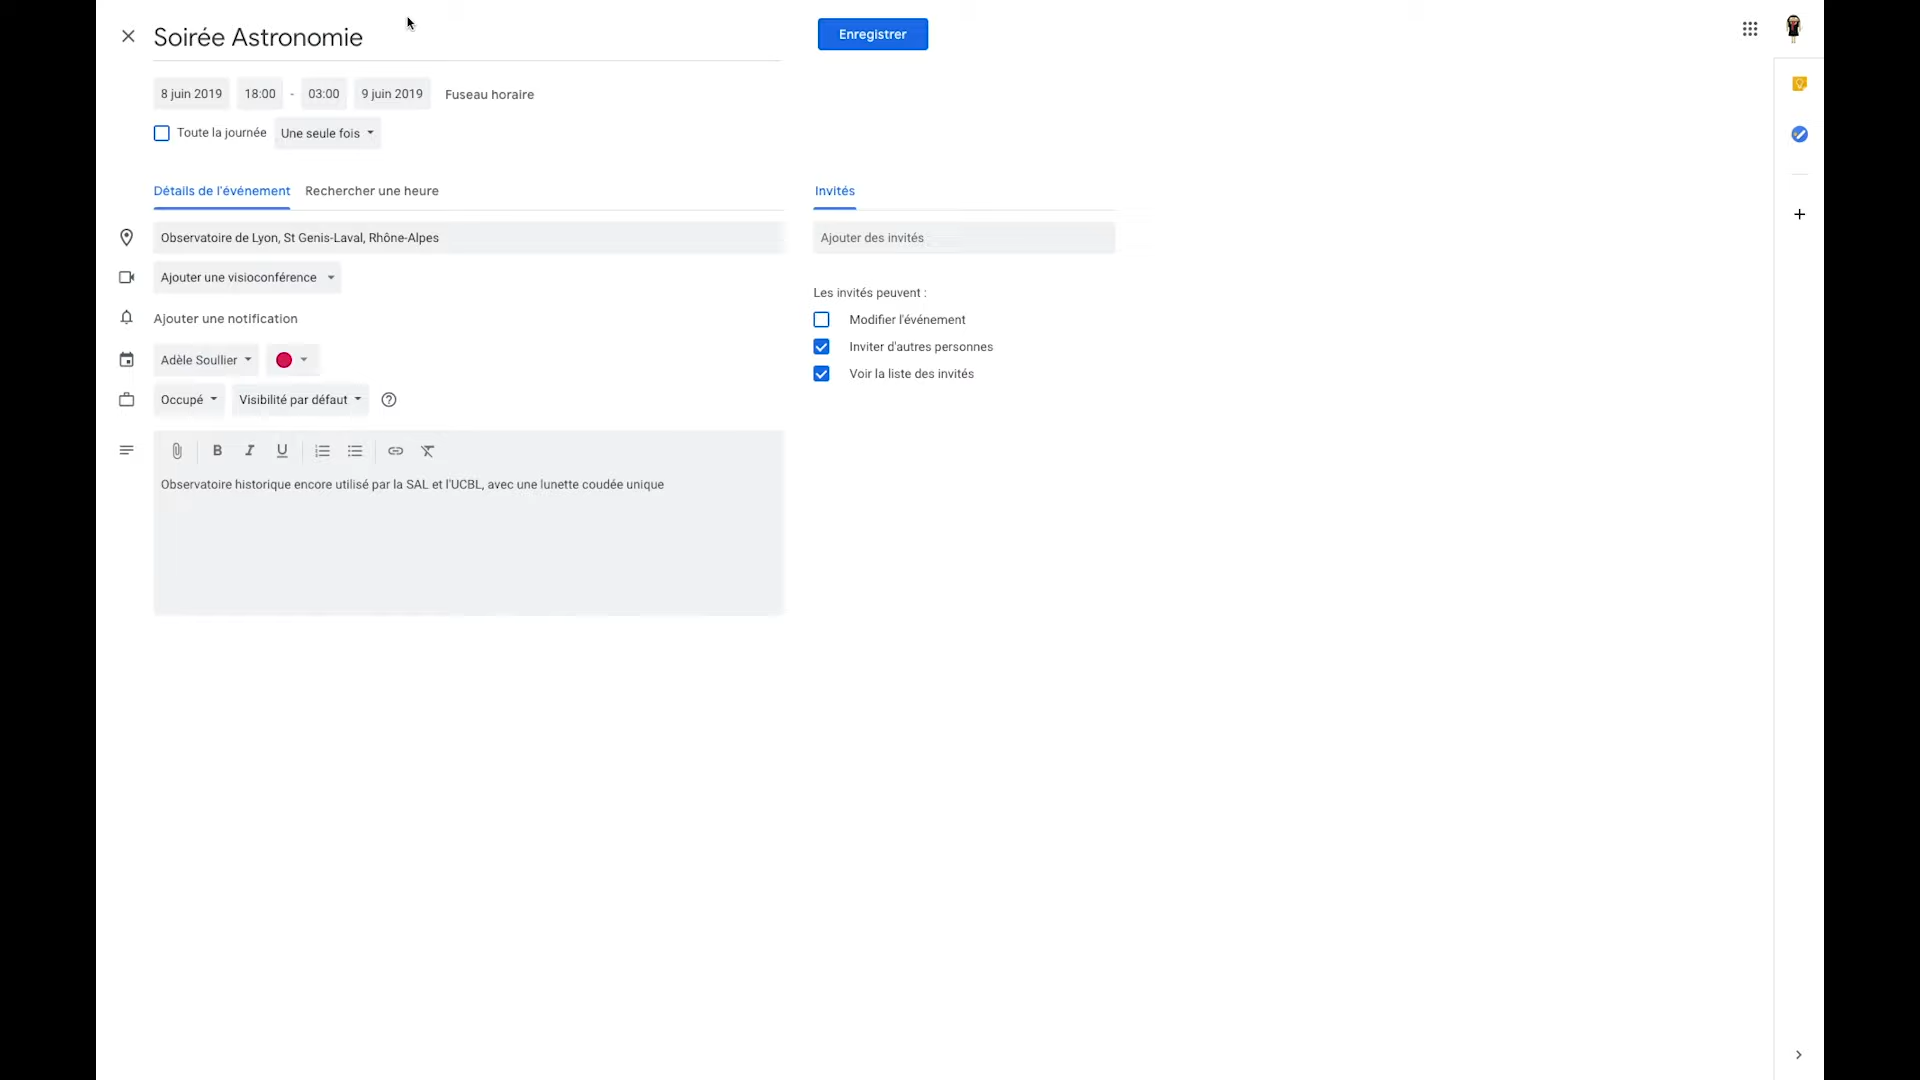 Soirée Astronomie
Enregistrer
8 juin 2019 18:00 - 03:00 9 juin 2019 Fuseau horaire
Toute la journée Une seule fois
Détails de l'événement Rechercher une heure
Observatoire de Lyon, St Genis-Laval, Rhône-Alpes
Ajouter une visioconférence
Ajouter une notification
Adèle Soullier
Occupé Visibilité par défaut
B I U
Observatoire historique encore utilisé par la SAL et l'UCBL, avec une lunette coudée unique
Invités
Ajouter des invités
Les invités peuvent :
Modifier l'événement
Inviter d'autres personnes
Voir la liste des invités